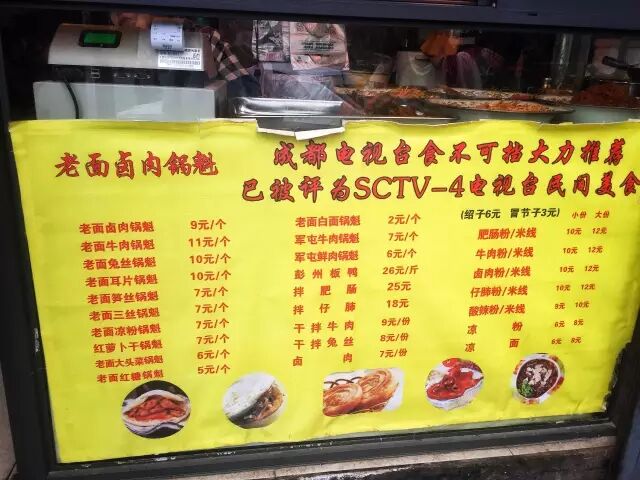 老面卤肉锅魁
成都电视台食不可抬大力推荐
巴被评为SCTV-4电视台民间美食
老面卤肉锅魁 9元/个
老面牛肉锅魁 11元/个
老面兔丝锅魁 10元/个
老面耳片锅魁 10元/个
老面笋丝锅魁 7元/个
老面三丝锅魁 7元/个
老面凉粉锅魁 7元/个
红萝卜干锅魁 7元/个
老面大头菜锅魁 6元/个
老面红糖锅魁 5元/个
老面白面锅魁 2元/个
军屯牛肉锅魁 7元/个
军屯鲜肉锅魁 6元/个
彭州板鸭 26元/斤
拌肥肠 25元
拌仔肺 18元
干拌牛肉 9元/份
干拌兔丝 8元/份
卤肉 7元/份
(绍子6元 冒节子3元) 小份 大份
肥肠粉/米线 10元 12元
牛肉粉/米线 10元 12元
卤肉粉/米线 10元 12元
仔肺粉/米线 10元 12元
酸辣粉/米线 9元 10元
凉粉 6元 8元
凉面 6元 8元